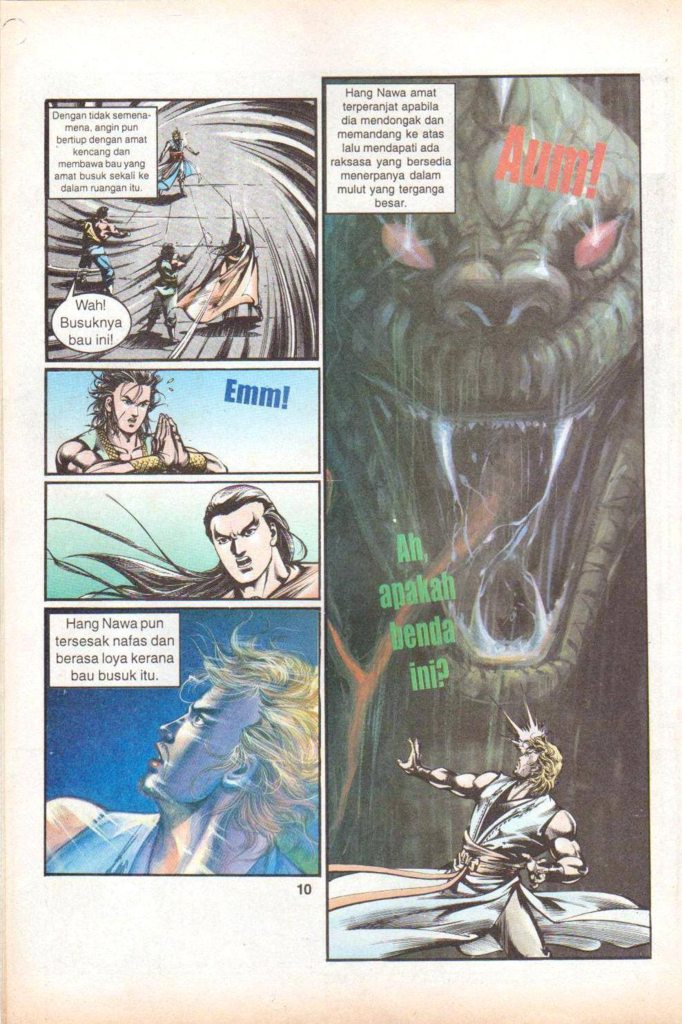 Dengan tidak semena-
mena, angin pun
bertiup dengan amat
kencang dan
membawa bau yang
amat busuk sekali ke
dalam ruangan itu.
Wah!
Busuknya
bau ini!
Emm!
Hang Nawa pun
tersesak nafas dan
berasa loya kerana
bau busuk itu.
10
Hang Nawa amat
terperanjat apabila
dia mendongak dan
memandang ke atas
lalu mendapati ada
raksasa yang bersedia
menerpanya dalam
mulut yang terganga
besar.
Aum!
Ah,
apakah
benda
ini?